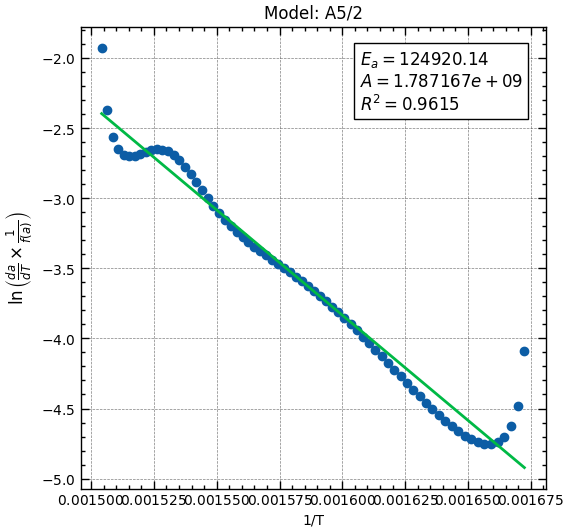 Model: A5/2
E_a = 124920.14
A = 1.787167e + 09
R^2 = 0.9615
ln(da/dT × 1/f(a))
−2.0
−2.5
−3.0
−3.5
−4.0
−4.5
−5.0
0.001500 0.001525 0.001550 0.001575 0.001600 0.001625 0.001650 0.001675
1/T